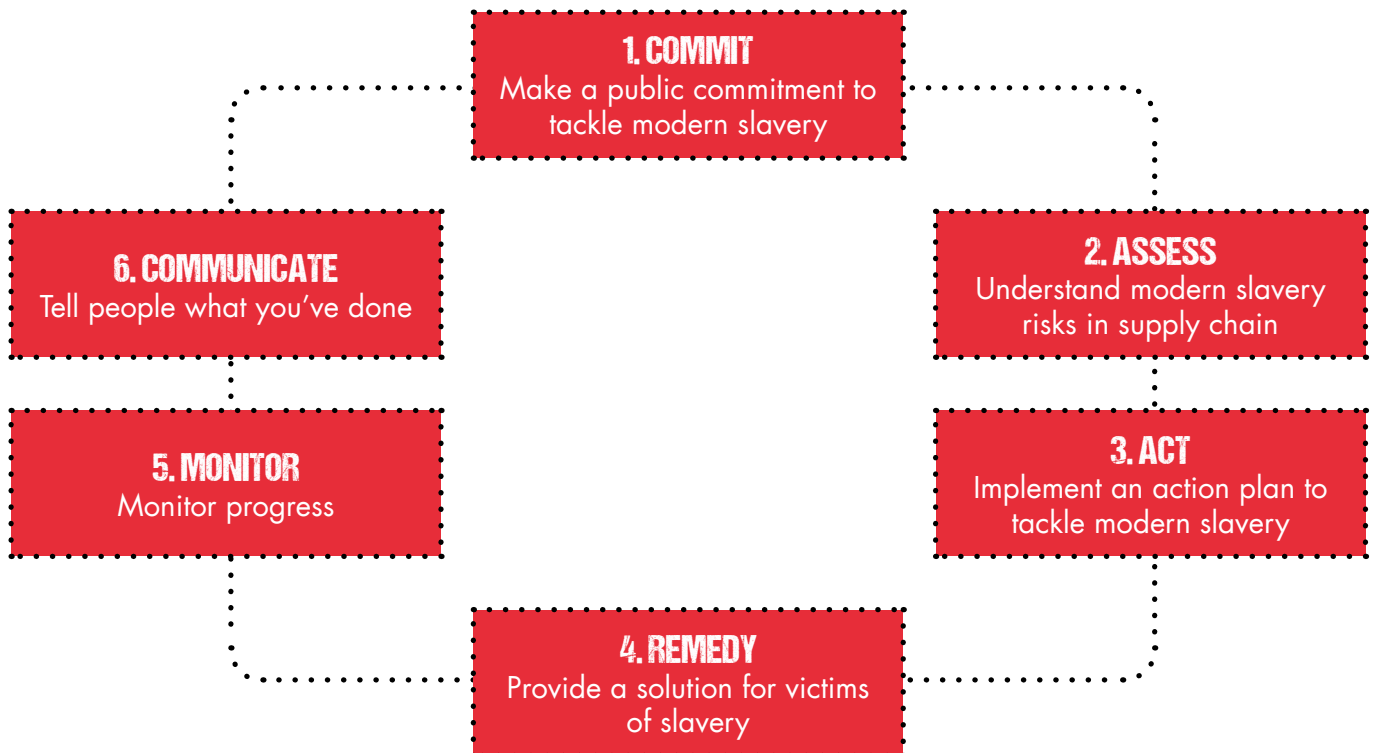 1. COMMIT
Make a public commitment to
tackle modern slavery
2. ASSESS
Understand modern slavery
risks in supply chain
3. ACT
Implement an action plan to
tackle modern slavery
4. REMEDY
Provide a solution for victims
of slavery
5. MONITOR
Monitor progress
6. COMMUNICATE
Tell people what you’ve done